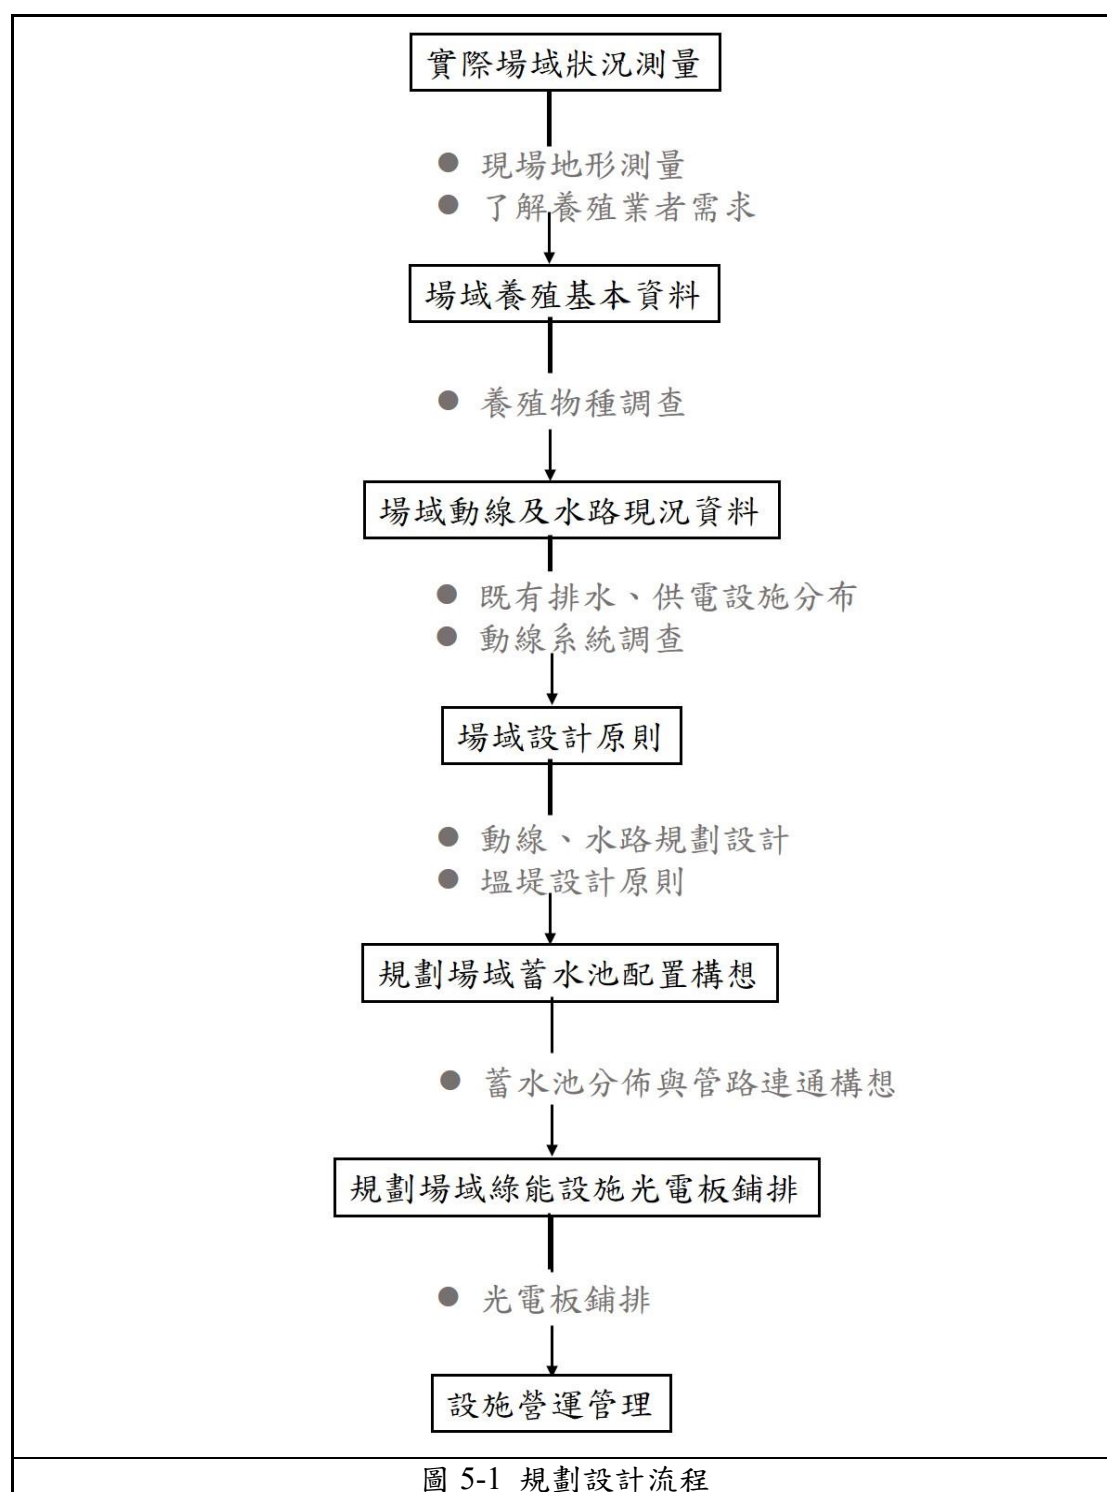 實際場域狀況測量
● 現場地形測量
● 了解養殖業者需求
場域養殖基本資料
● 養殖物種調查
場域動線及水路現況資料
● 既有排水、供電設施分布
● 動線系統調查
場域設計原則
● 動線、水路規劃設計
● 塭堤設計原則
規劃場域蓄水池配置構想
● 蓄水池分佈與管路連通構想
規劃場域綠能設施光電板鋪排
● 光電板鋪排
設施營運管理
圖 5-1 規劃設計流程